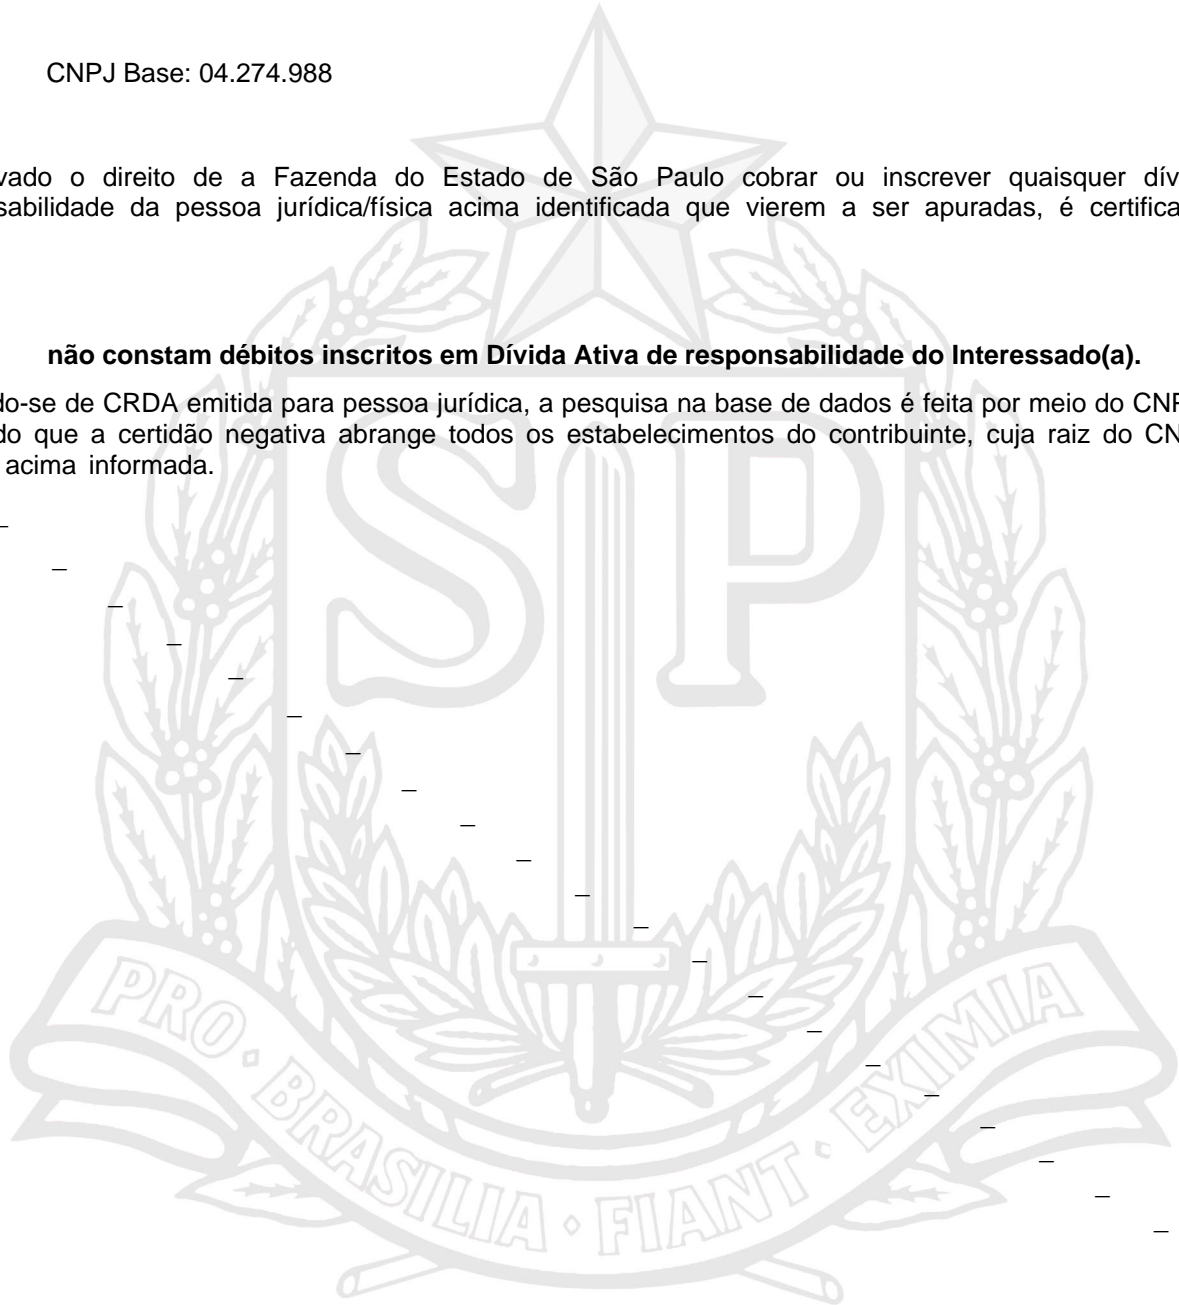 CNPJ Base: 04.274.988
vado o direito de a Fazenda do Estado de São Paulo cobrar ou inscrever quaisquer dív
sabilidade da pessoa jurídica/física acima identificada que vierem a ser apuradas, é certifica
não constam débitos inscritos em Dívida Ativa de responsabilidade do Interessado(a).
do-se de CRDA emitida para pessoa jurídica, a pesquisa na base de dados é feita por meio do CNP
do que a certidão negativa abrange todos os estabelecimentos do contribuinte, cuja raiz do CN
acima informada.
SP
PRO · BRASILIA · FIANT · EXIMIA